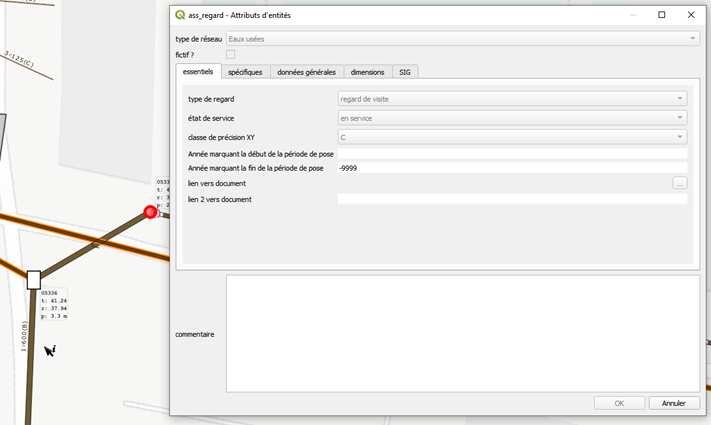 ass_regard - Attributs d'entités
type de réseau Eaux usées
fictif ?
essentiels spécifiques données générales dimensions SIG
type de regard regard de visite
état de service en service
classe de précision XY C
Année marquant la début de la période de pose
Année marquant la fin de la période de pose -9999
lien vers document ...
lien 2 vers document
commentaire
OK Annuler
3=125(C)
0533
t: 4
r: 3
p: 2
05336
t: 41.24
r: 37.94
p: 3.3 m
1=600(B)